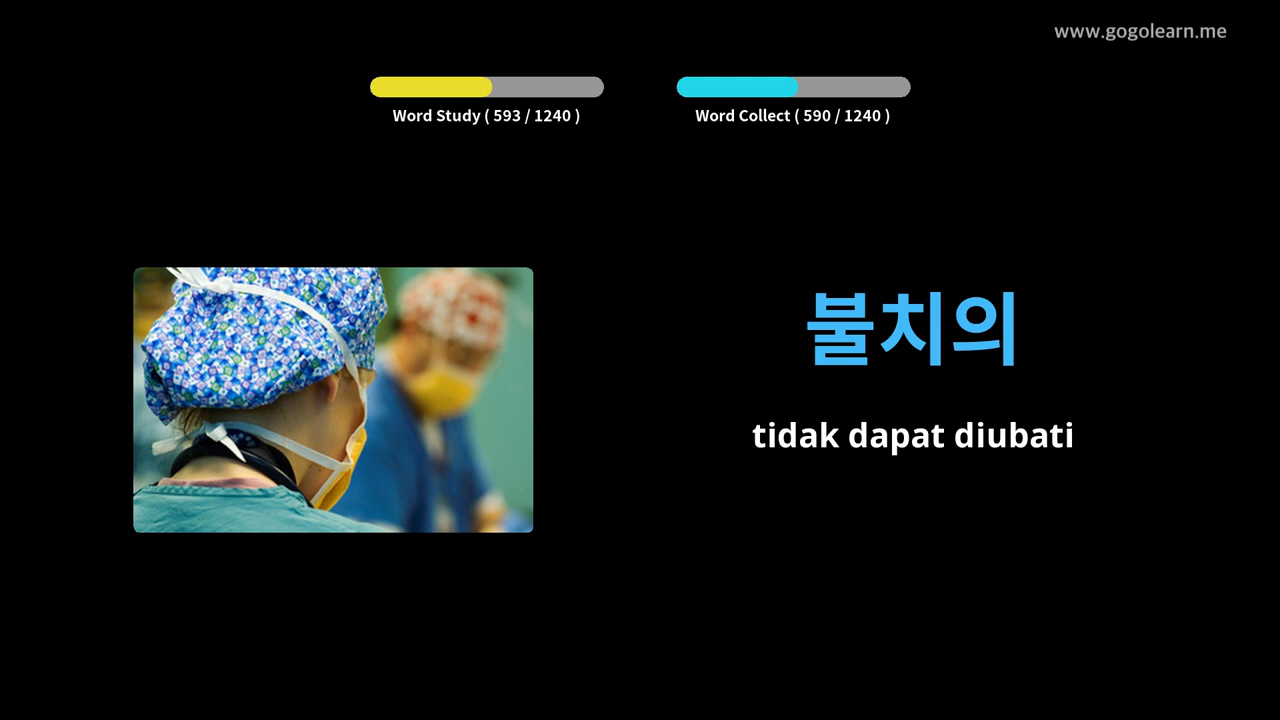 www.gogolearn.me
Word Study ( 593 / 1240 )
Word Collect ( 590 / 1240 )
불치의
tidak dapat diubati